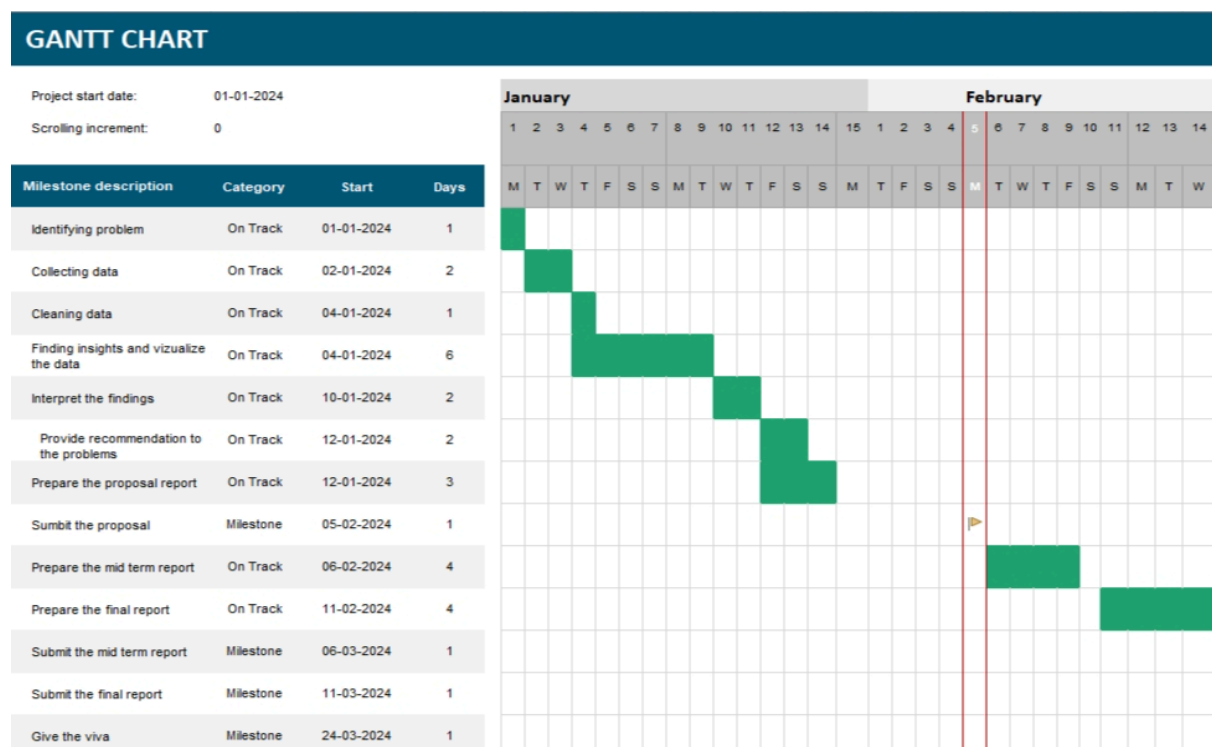 GANTT CHART
Project start date: 01-01-2024
Scrolling increment: 0
January February
1 2 3 4 5 6 7 8 9 10 11 12 13 14 15 1 2 3 4 5 6 7 8 9 10 11 12 13 14
Milestone description Category Start Days M T W T F S S M T W T F S S M T F S S M T W T F S S M T W
Identifying problem On Track 01-01-2024 1
Collecting data On Track 02-01-2024 2
Cleaning data On Track 04-01-2024 1
Finding insights and vizualize
the data On Track 04-01-2024 6
Interpret the findings On Track 10-01-2024 2
Provide recommendation to
the problems On Track 12-01-2024 2
Prepare the proposal report On Track 12-01-2024 3
Sumbit the proposal Milestone 05-02-2024 1
Prepare the mid term report On Track 06-02-2024 4
Prepare the final report On Track 11-02-2024 4
Submit the mid term report Milestone 06-03-2024 1
Submit the final report Milestone 11-03-2024 1
Give the viva Milestone 24-03-2024 1